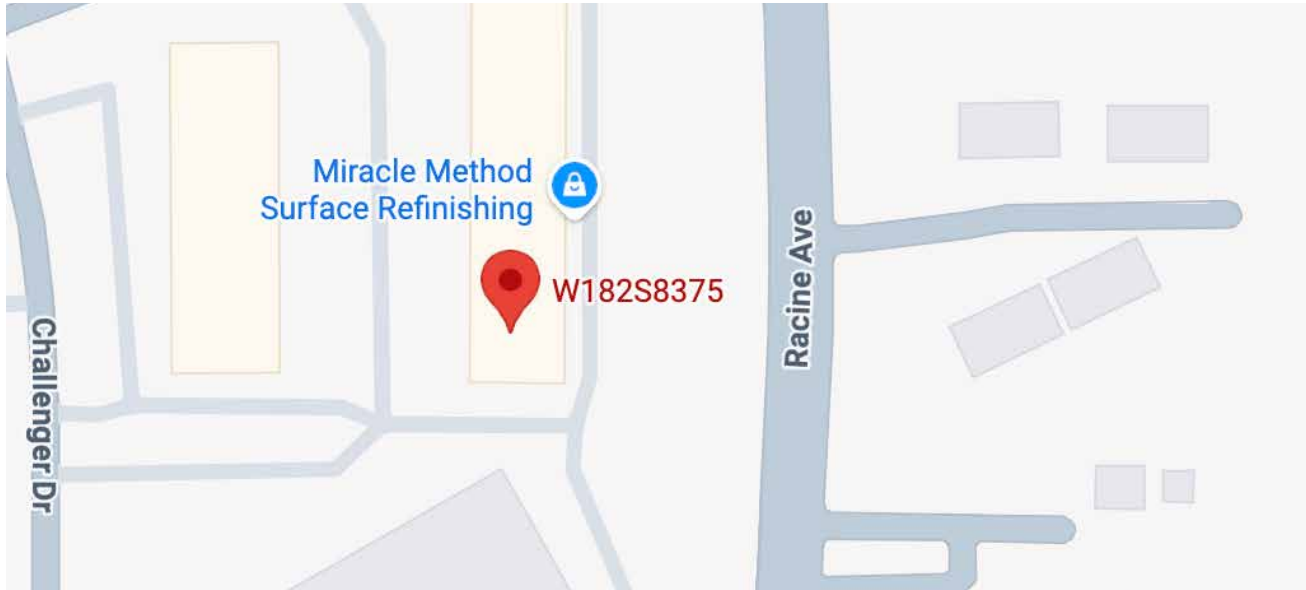 Miracle Method
Surface Refinishing
W182S8375
Racine Ave
Challenger Dr